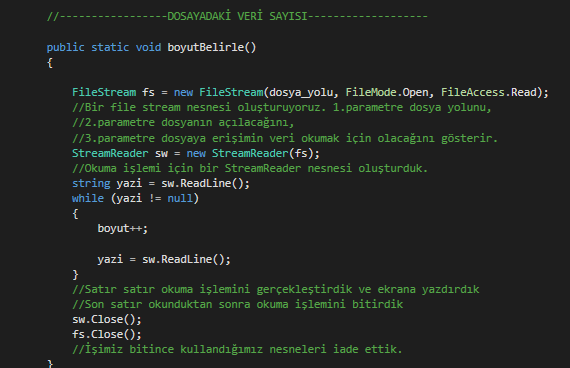 //-----------------DOSAYADAKİ VERİ SAYISI-------------------
public static void boyutBelirle()
{
FileStream fs = new FileStream(dosya_yolu, FileMode.Open, FileAccess.Read);
//Bir file stream nesnesi oluşturuyoruz. 1.parametre dosya yolunu,
//2.parametre dosyanın açılacağını,
//3.parametre dosyaya erişimin veri okumak için olacağını gösterir.
StreamReader sw = new StreamReader(fs);
//Okuma işlemi için bir StreamReader nesnesi oluşturduk.
string yazi = sw.ReadLine();
while (yazi != null)
{
boyut++;
yazi = sw.ReadLine();
}
//Satır satır okuma işlemini gerçekleştirdik ve ekrana yazdırdık
//Son satır okunduktan sonra okuma işlemini bitirdik
sw.Close();
fs.Close();
//İşimiz bitince kullandığımız nesneleri iade ettik.
}